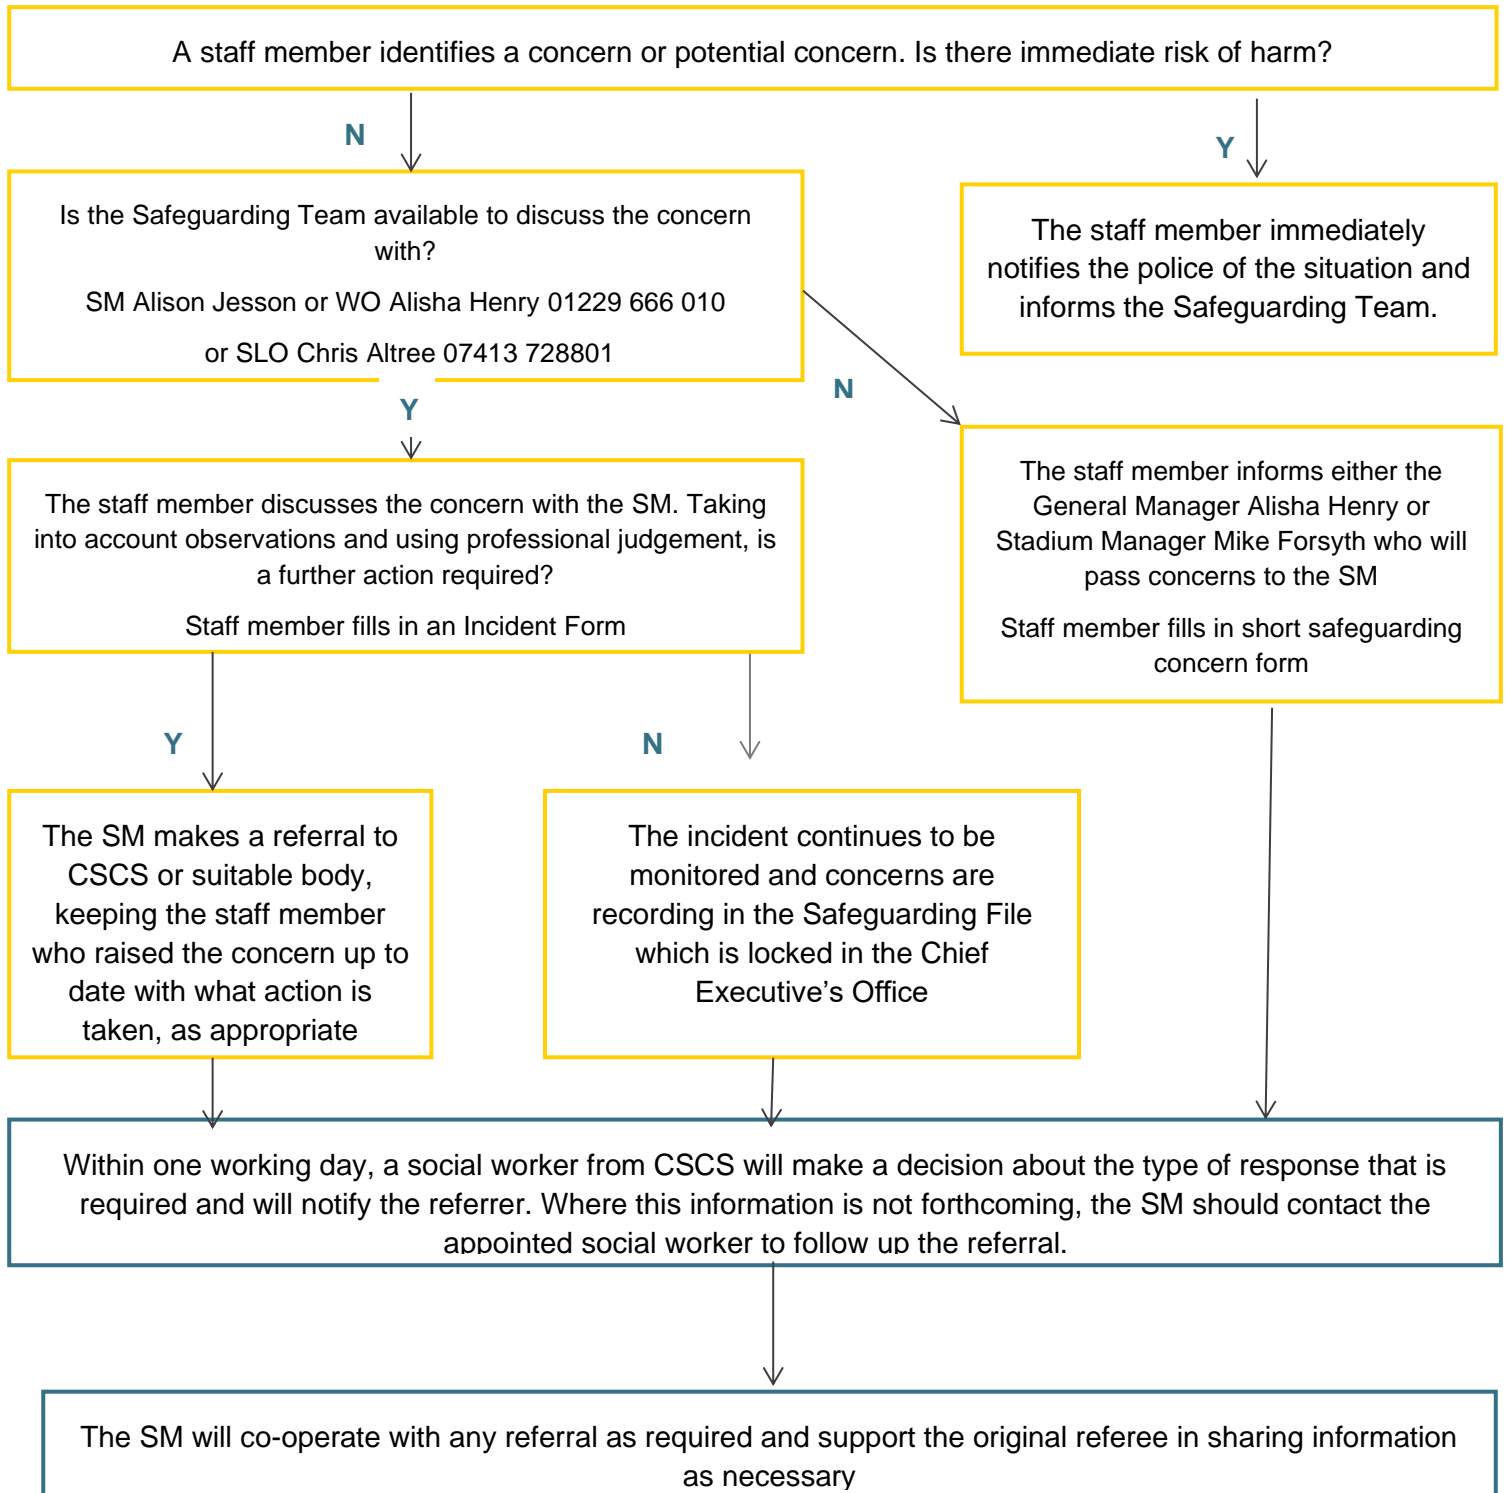 A staff member identifies a concern or potential concern. Is there immediate risk of harm?
N
Y
Is the Safeguarding Team available to discuss the concern
with?
SM Alison Jesson or WO Alisha Henry 01229 666 010
or SLO Chris Altree 07413 728801
The staff member immediately
notifies the police of the situation and
informs the Safeguarding Team.
N
Y
The staff member discusses the concern with the SM. Taking
into account observations and using professional judgement, is
a further action required?
Staff member fills in an Incident Form
The staff member informs either the
General Manager Alisha Henry or
Stadium Manager Mike Forsyth who will
pass concerns to the SM
Staff member fills in short safeguarding
concern form
Y
N
The SM makes a referral to
CSCS or suitable body,
keeping the staff member
who raised the concern up to
date with what action is
taken, as appropriate
The incident continues to be
monitored and concerns are
recording in the Safeguarding File
which is locked in the Chief
Executive’s Office
Within one working day, a social worker from CSCS will make a decision about the type of response that is
required and will notify the referrer. Where this information is not forthcoming, the SM should contact the
appointed social worker to follow up the referral.
The SM will co-operate with any referral as required and support the original referee in sharing information
as necessary